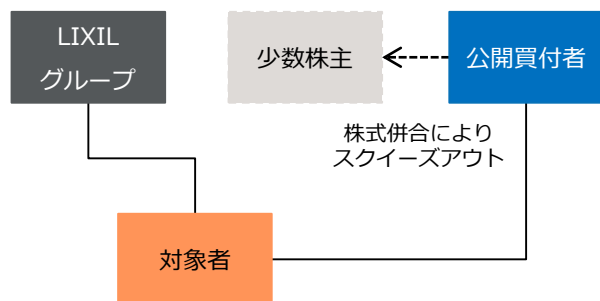 LIXIL
グループ
少数株主
公開買付者
株式併合により
スクイーズアウト
対象者